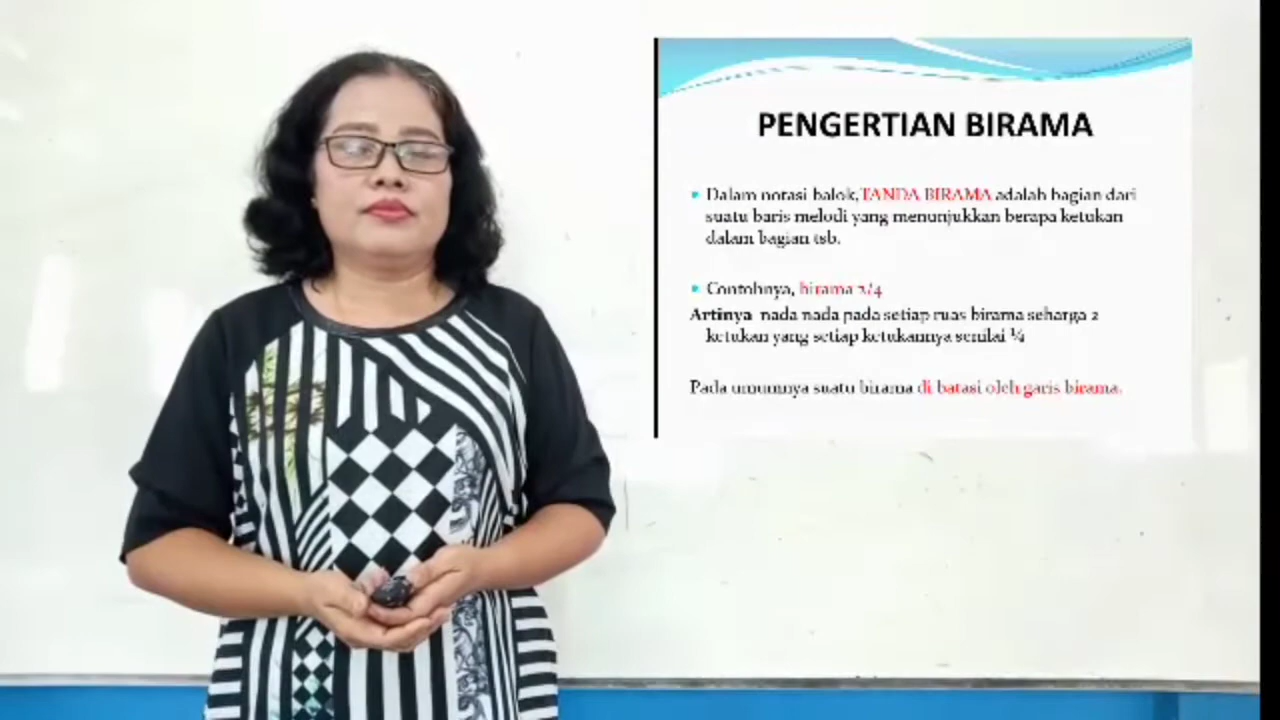 PENGERTIAN BIRAMA
Dalam notasi balok, TANDA BIRAMA adalah bagian dari
suatu baris melodi yang menunjukkan berapa ketukan
dalam bagian tsb.
Contohnya, birama 2/4
Artinya nada nada pada setiap ruas birama seharga 2
ketukan yang setiap ketukannya senilai ¼
Pada umumnya suatu birama di batasi oleh garis birama.